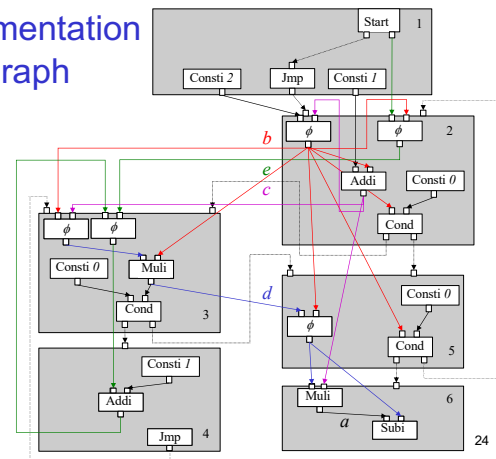 mentation
raph
Start
1
Consti 2
Jmp
Consti 1
ϕ
ϕ
2
b
e
c
Addi
Consti 0
Cond
ϕ
ϕ
Consti 0
Muli
Cond
3
d
Consti 0
ϕ
Cond
5
Consti 1
Addi
Jmp
4
Muli
a
Subi
6
24